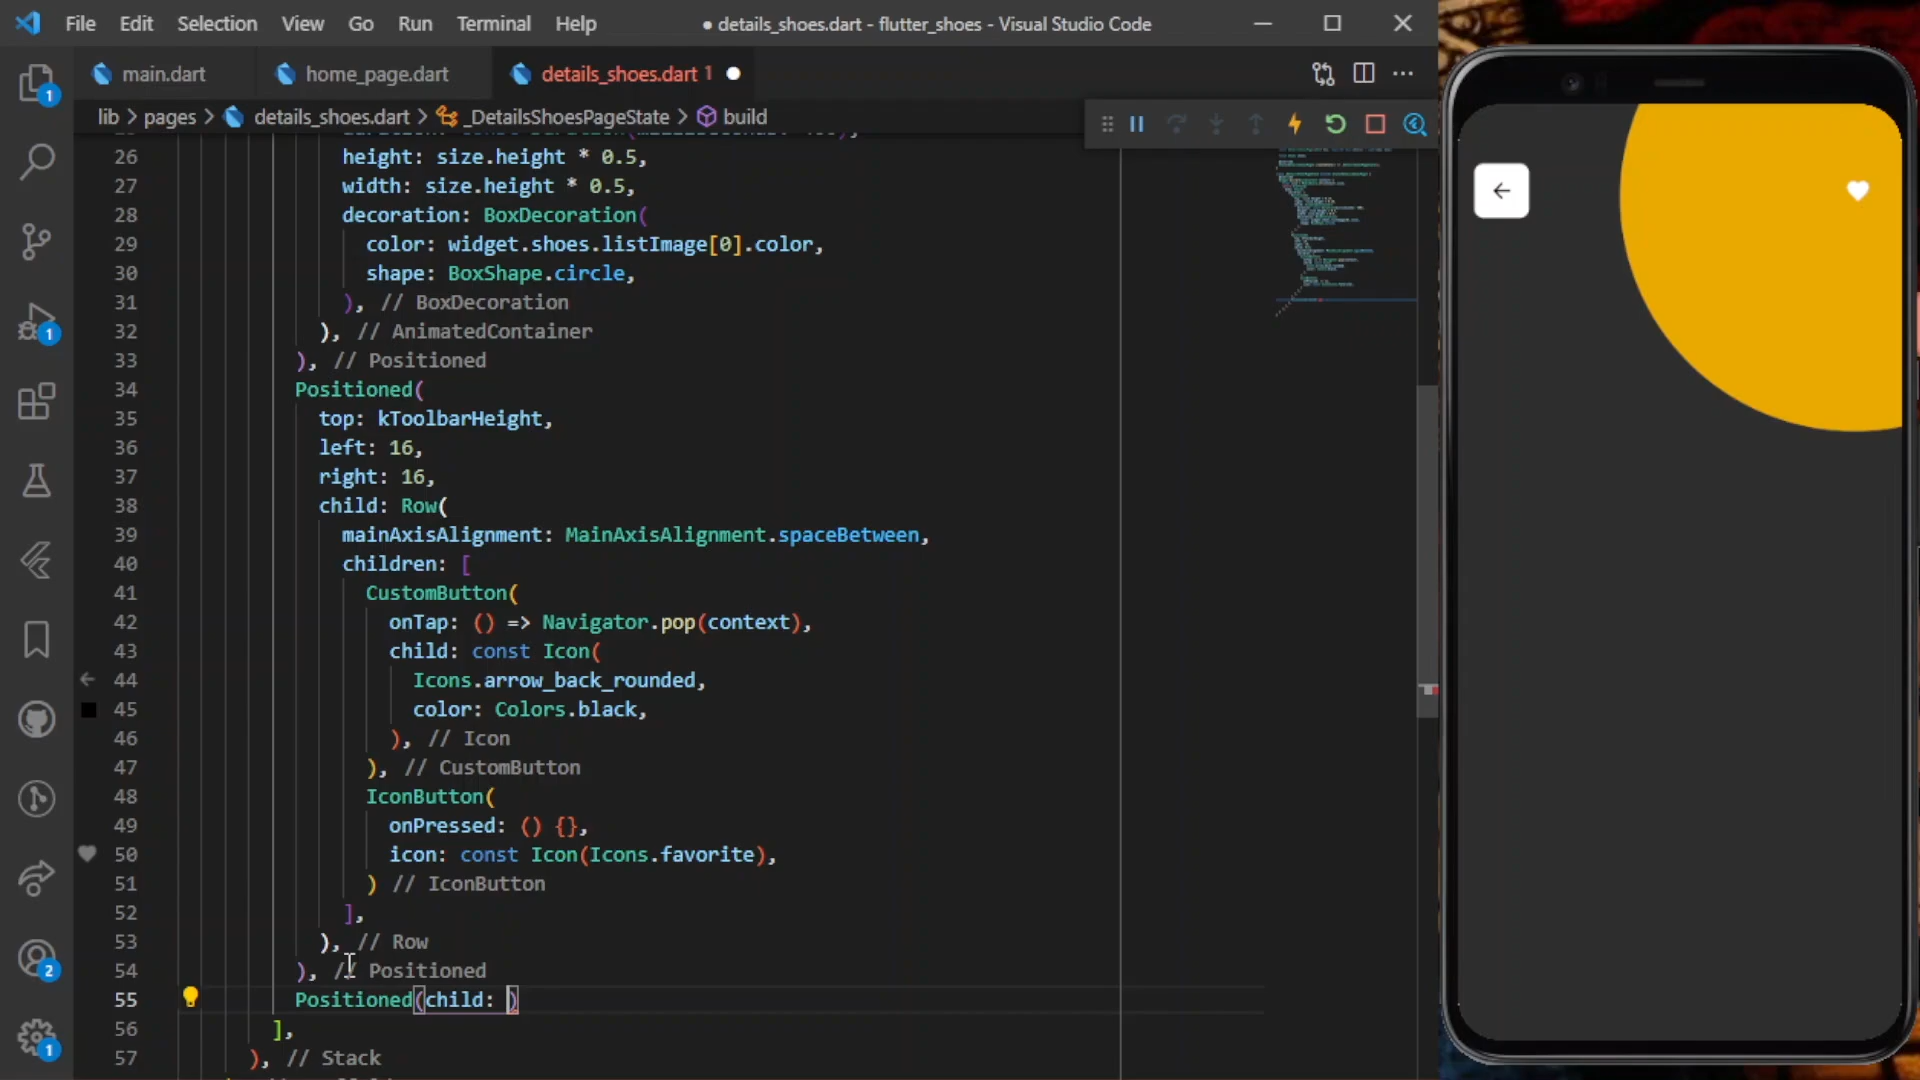 File Edit Selection View Go Run Terminal Help
● details_shoes.dart - flutter_shoes - Visual Studio Code
main.dart
home_page.dart
details_shoes.dart 1
lib > pages > details_shoes.dart > _DetailsShoesPageState > build
26 height: size.height * 0.5,
27 width: size.height * 0.5,
28 decoration: BoxDecoration(
29 color: widget.shoes.listImage[0].color,
30 shape: BoxShape.circle,
31 ), // BoxDecoration
32 ), // AnimatedContainer
33 ), // Positioned
34 Positioned(
35 top: kToolbarHeight,
36 left: 16,
37 right: 16,
38 child: Row(
39 mainAxisAlignment: MainAxisAlignment.spaceBetween,
40 children: [
41 CustomButton(
42 onTap: () => Navigator.pop(context),
43 child: const Icon(
44 Icons.arrow_back_rounded,
45 color: Colors.black,
46 ), // Icon
47 ), // CustomButton
48 IconButton(
49 onPressed: () {},
50 icon: const Icon(Icons.favorite),
51 ) // IconButton
52 ],
53 ), // Row
54 ), // Positioned
55 Positioned(child: )
56 ],
57 ), // Stack
1
1
2
1